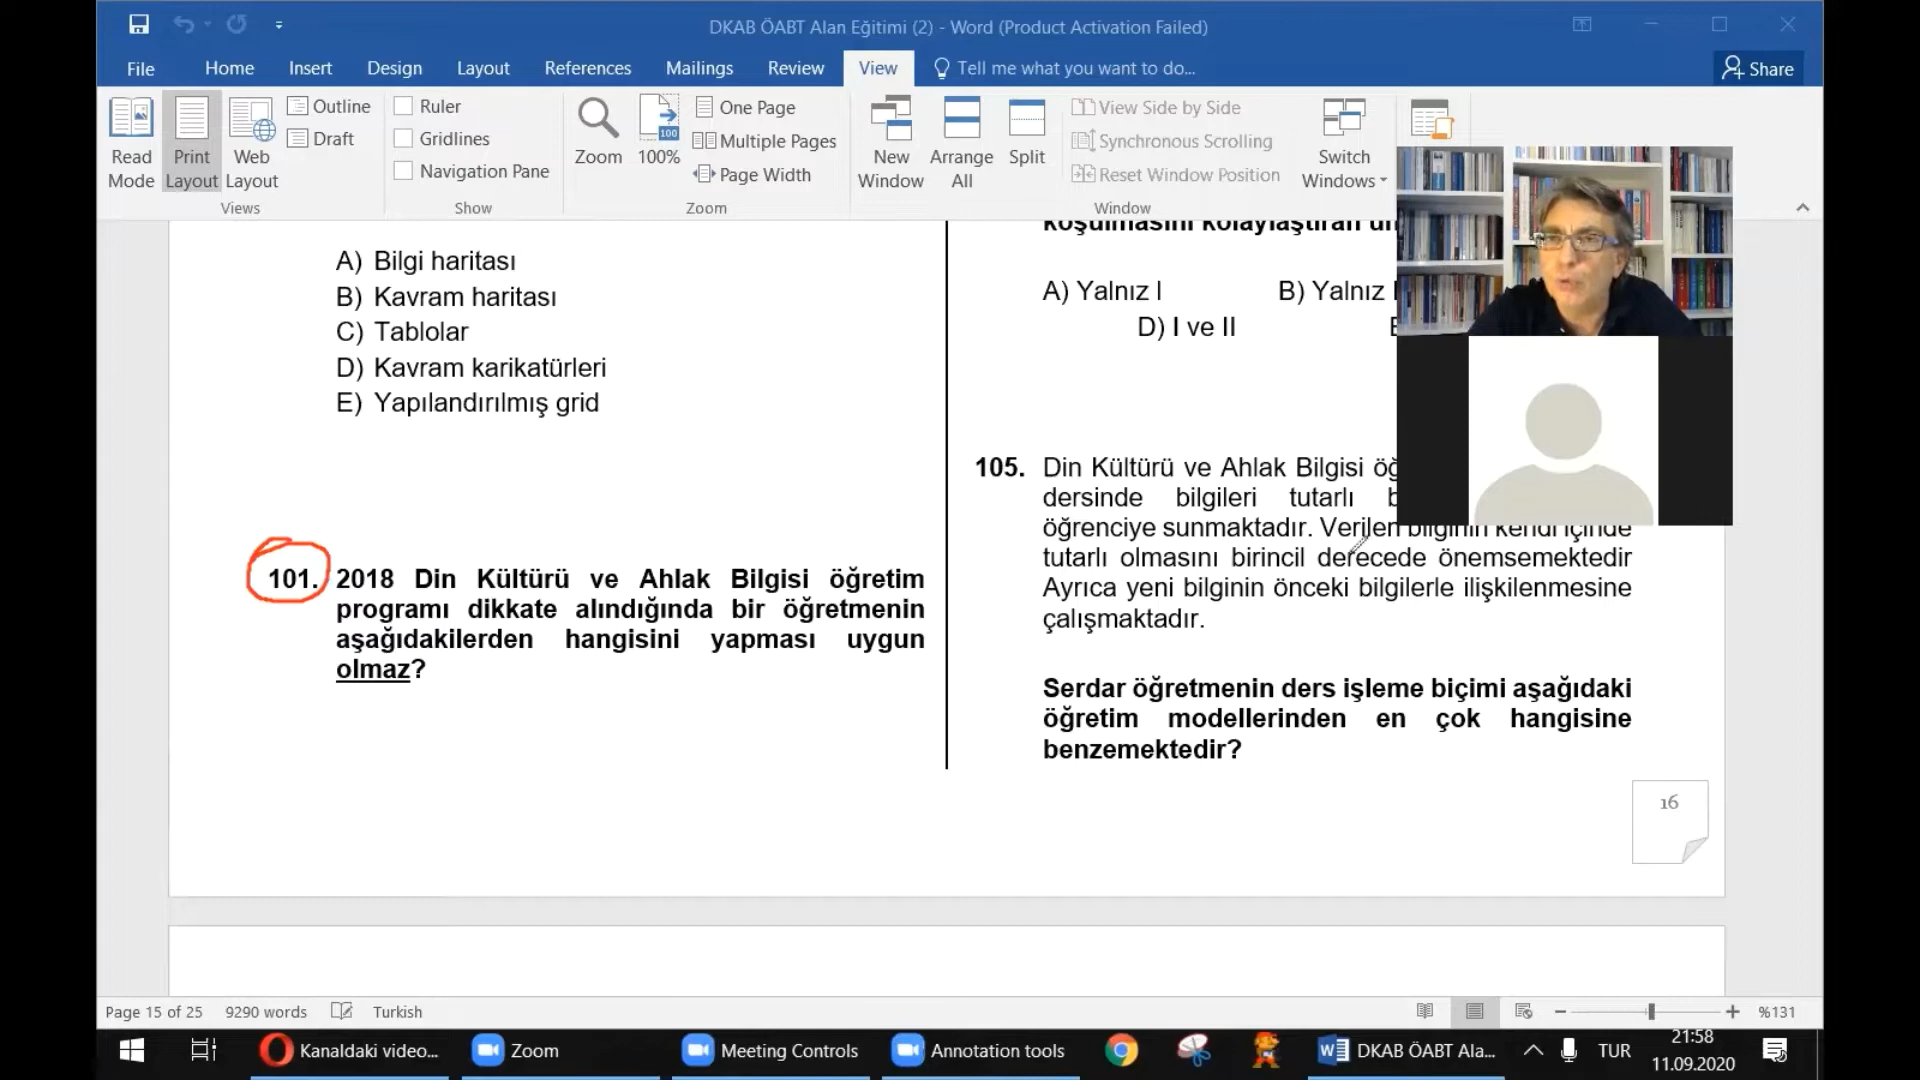 DKAB ÖABT Alan Eğitimi (2) - Word (Product Activation Failed)
File Home Insert Design Layout References Mailings Review View Tell me what you want to do... Share
Read Mode
Print Layout
Web Layout
Outline
Draft
Views
Ruler
Gridlines
Navigation Pane
Show
Zoom
100
100%
One Page
Multiple Pages
Page Width
Zoom
New Window
Arrange All
Split
View Side by Side
Synchronous Scrolling
Reset Window Position
Window
Switch Windows
A) Bilgi haritası
B) Kavram haritası
C) Tablolar
D) Kavram karikatürleri
E) Yapılandırılmış grid
101. 2018 Din Kültürü ve Ahlak Bilgisi öğretim
programı dikkate alındığında bir öğretmenin
aşağıdakilerden hangisini yapması uygun
olmaz?
koşulmasını kolaylaştıran
A) Yalnız I B) Yalnız
D) I ve II
105. Din Kültürü ve Ahlak Bilgisi
dersinde bilgileri tutarlı
öğrenciye sunmaktadır. Verilen bilginin kendi içinde
tutarlı olmasını birincil derecede önemsemektedir
Ayrıca yeni bilginin önceki bilgilerle ilişkilenmesine
çalışmaktadır.
Serdar öğretmenin ders işleme biçimi aşağıdaki
öğretim modellerinden en çok hangisine
benzemektedir?
16
Page 15 of 25 9290 words Turkish %131
Kanaldaki video... Zoom Meeting Controls Annotation tools DKAB ÖABT Ala... TUR 21:58
11.09.2020